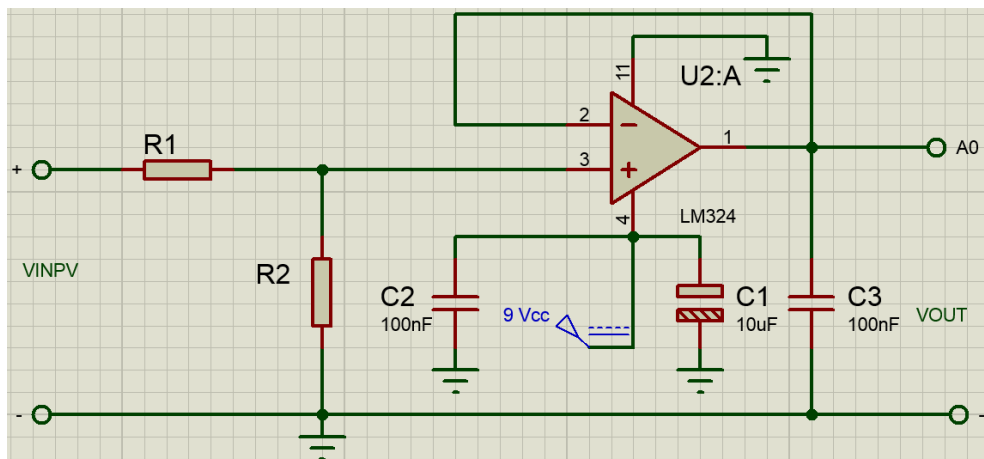 11
U2:A
R1
2
1
+
3
A0
4
LM324
VINPV
R2
C2
100nF
9 Vcc
C1
10uF
C3
100nF
VOUT
-
-